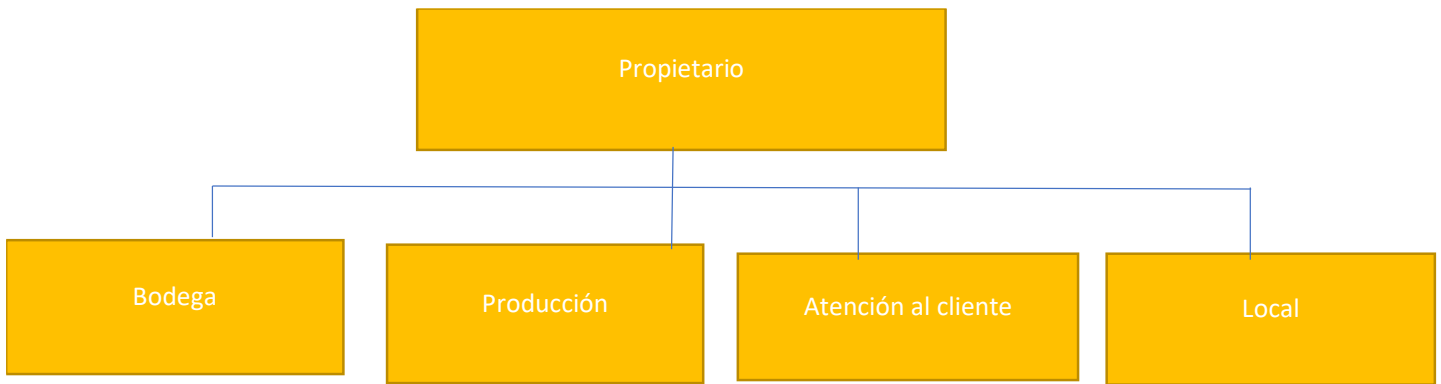 Propietario
Bodega
Producción
Atención al cliente
Local